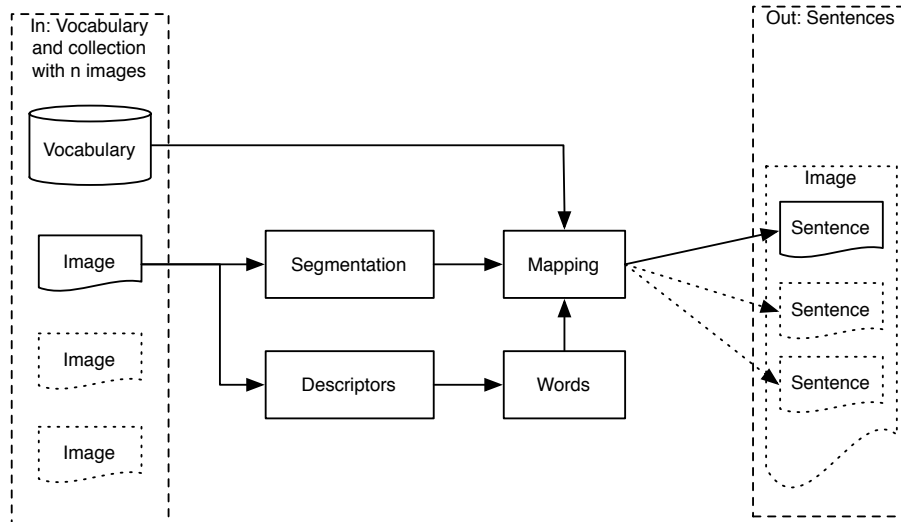 In: Vocabulary
and collection
with n images
Vocabulary
Image
Image
Image
Segmentation
Descriptors
Mapping
Words
Out: Sentences
Image
Sentence
Sentence
Sentence